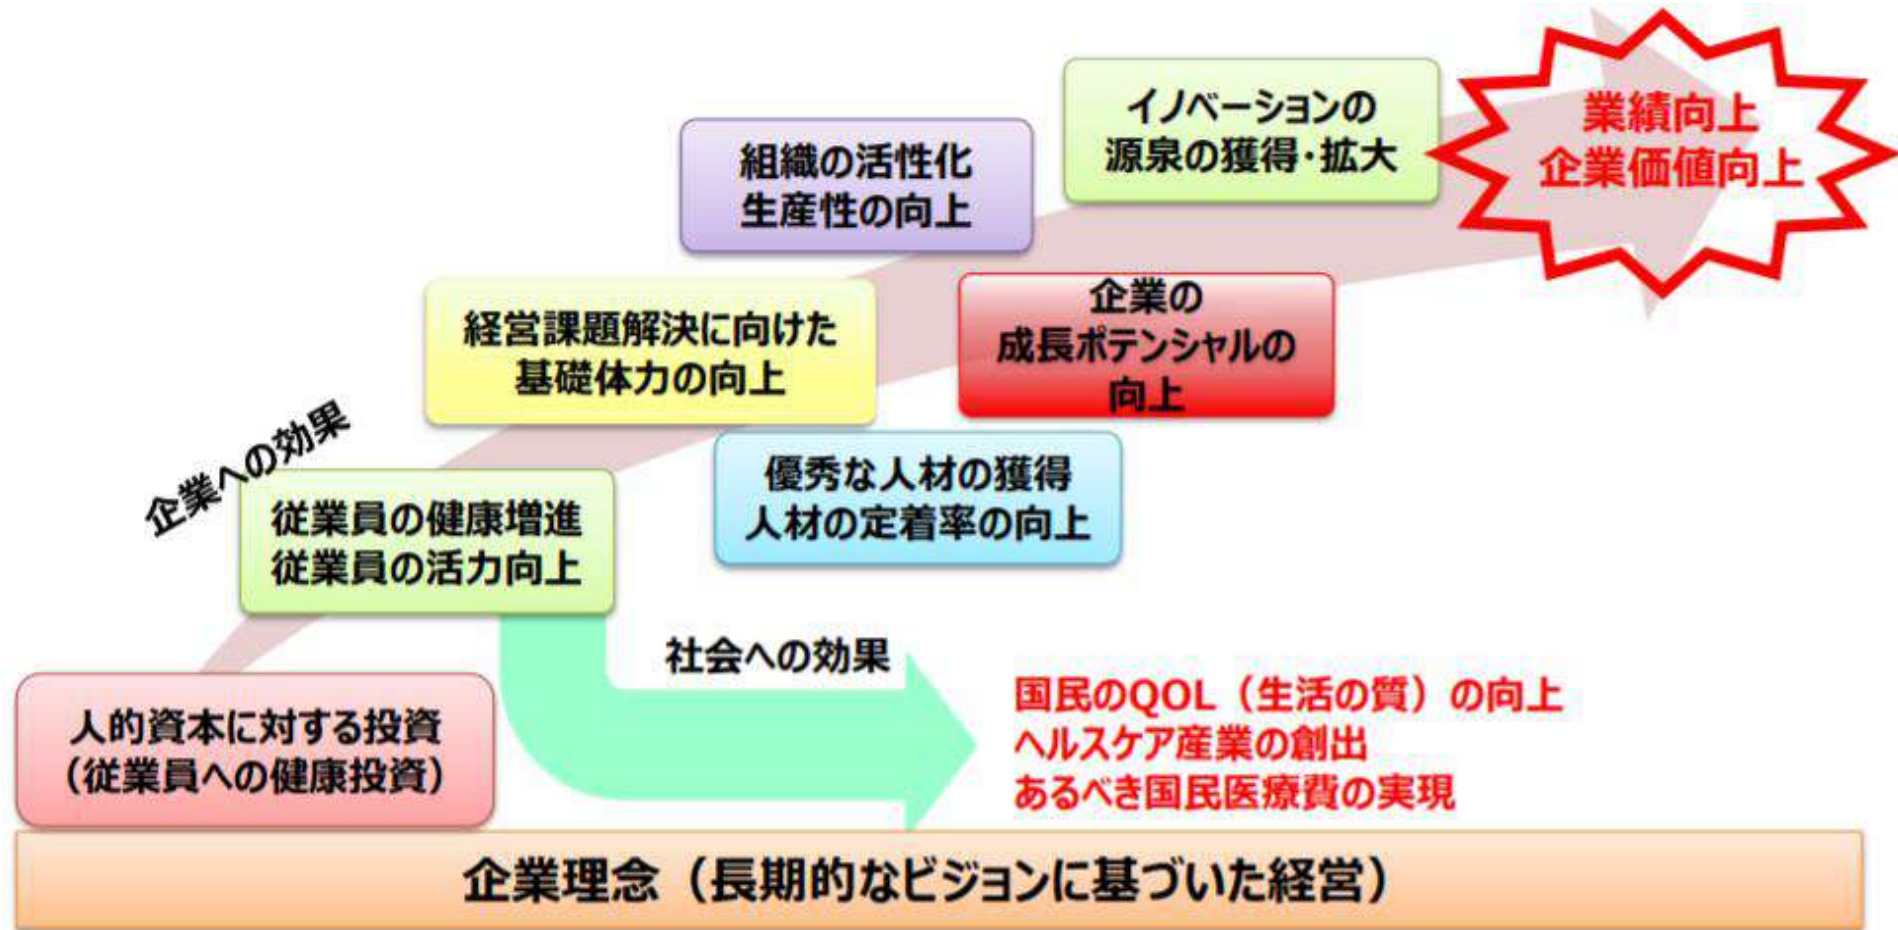 イノベーションの
源泉の獲得・拡大
業績向上
企業価値向上
組織の活性化
生産性の向上
経営課題解決に向けた
基礎体力の向上
企業の
成長ポテンシャルの
向上
企業への効果
優秀な人材の獲得
人材の定着率の向上
従業員の健康増進
従業員の活力向上
社会への効果
人的資本に対する投資
（従業員への健康投資）
国民のQOL（生活の質）の向上
ヘルスケア産業の創出
あるべき国民医療費の実現
企業理念（長期的なビジョンに基づいた経営）